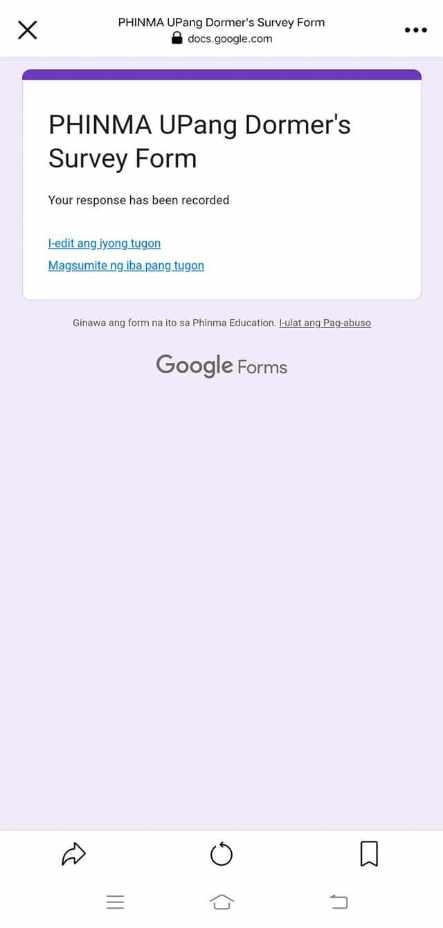 PHINMA UPang Dormer's Survey Form
docs.google.com
PHINMA UPang Dormer's
Survey Form
Your response has been recorded
I-edit ang iyong tugon
Magsumite ng iba pang tugon
Ginawa ang form na ito sa Phinma Education. I-ulat ang Pag-abuso
Google Forms